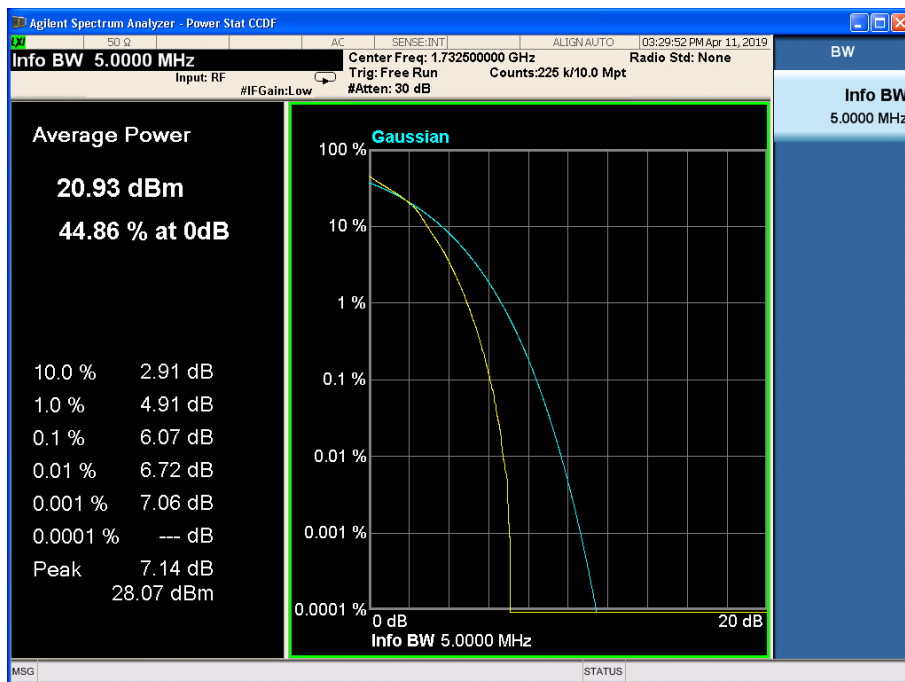 Agilent Spectrum Analyzer - Power Stat CCDF
LXI 50 Ω AC SENSE:INT ALIGN AUTO 03:29:52 PM Apr 11, 2019
Info BW 5.0000 MHz
Center Freq: 1.732500000 GHz Radio Std: None
Input: RF Trig: Free Run Counts:225 k/10.0 Mpt
#IFGain:Low #Atten: 30 dB
BW
Info BW
5.0000 MHz
Average Power
20.93 dBm
44.86 % at 0dB
10.0 % 2.91 dB
1.0 % 4.91 dB
0.1 % 6.07 dB
0.01 % 6.72 dB
0.001 % 7.06 dB
0.0001 % --- dB
Peak 7.14 dB
28.07 dBm
Gaussian
100 %
10 %
1 %
0.1 %
0.01 %
0.001 %
0.0001 %
0 dB 20 dB
Info BW 5.0000 MHz
MSG STATUS